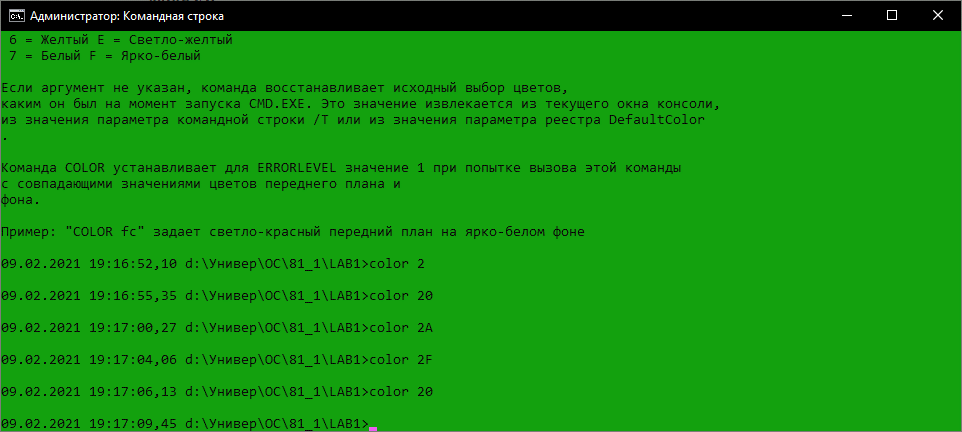 Администратор: Командная строка
6 = Желтый E = Светло-желтый
7 = Белый F = Ярко-белый
Если аргумент не указан, команда восстанавливает исходный выбор цветов,
каким он был на момент запуска CMD.EXE. Это значение извлекается из текущего окна консоли,
из значения параметра командной строки /T или из значения параметра реестра DefaultColor
.
Команда COLOR устанавливает для ERRORLEVEL значение 1 при попытке вызова этой команды
с совпадающими значениями цветов переднего плана и
фона.
Пример: "COLOR fc" задает светло-красный передний план на ярко-белом фоне
09.02.2021 19:16:52,10 d:\Универ\ОС\81_1\LAB1>color 2
09.02.2021 19:16:55,35 d:\Универ\ОС\81_1\LAB1>color 20
09.02.2021 19:17:00,27 d:\Универ\ОС\81_1\LAB1>color 2A
09.02.2021 19:17:04,06 d:\Универ\ОС\81_1\LAB1>color 2F
09.02.2021 19:17:06,13 d:\Универ\ОС\81_1\LAB1>color 20
09.02.2021 19:17:09,45 d:\Универ\ОС\81_1\LAB1>